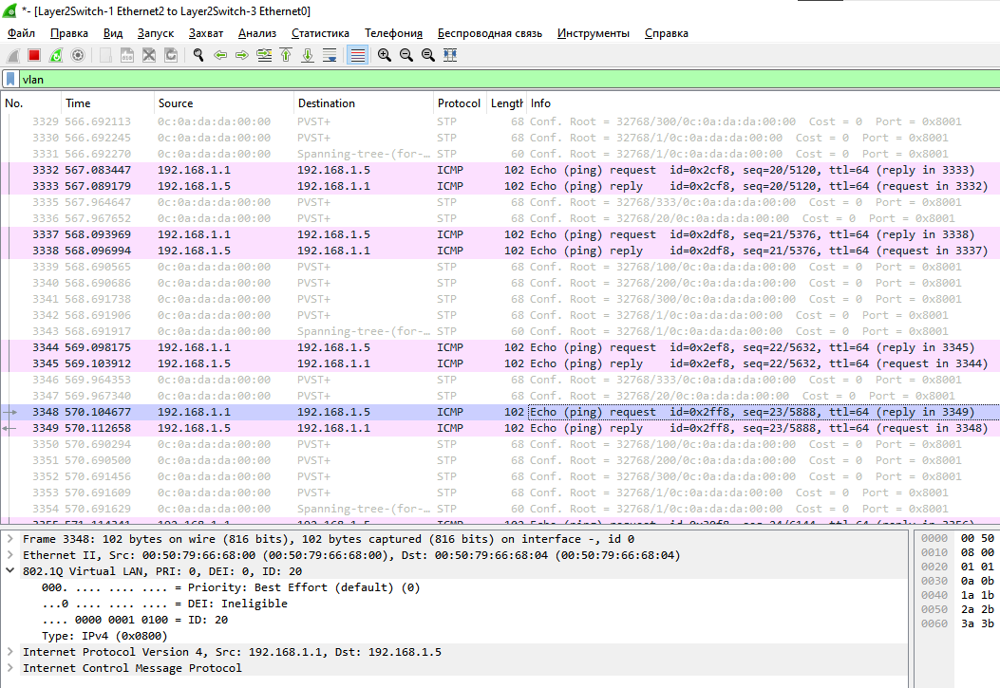 *- [Layer2Switch-1 Ethernet2 to Layer2Switch-3 Ethernet0]
Файл Правка Вид Запуск Захват Анализ Статистика Телефония Беспроводная связь Инструменты Справка
vlan
No. Time Source Destination Protocol Length Info
3329 566.692113 0c:0a:da:da:00:00 PVST+ STP 68 Conf. Root = 32768/300/0c:0a:da:da:00:00 Cost = 0 Port = 0x8001
3330 566.692245 0c:0a:da:da:00:00 PVST+ STP 68 Conf. Root = 32768/1/0c:0a:da:da:00:00 Cost = 0 Port = 0x8001
3331 566.692270 0c:0a:da:da:00:00 Spanning-tree-(for-… STP 60 Conf. Root = 32768/1/0c:0a:da:da:00:00 Cost = 0 Port = 0x8001
3332 567.083447 192.168.1.1 192.168.1.5 ICMP 102 Echo (ping) request id=0x2cf8, seq=20/5120, ttl=64 (reply in 3333)
3333 567.089179 192.168.1.5 192.168.1.1 ICMP 102 Echo (ping) reply id=0x2cf8, seq=20/5120, ttl=64 (request in 3332)
3335 567.964647 0c:0a:da:da:00:00 PVST+ STP 68 Conf. Root = 32768/333/0c:0a:da:da:00:00 Cost = 0 Port = 0x8001
3336 567.967652 0c:0a:da:da:00:00 PVST+ STP 68 Conf. Root = 32768/20/0c:0a:da:da:00:00 Cost = 0 Port = 0x8001
3337 568.093969 192.168.1.1 192.168.1.5 ICMP 102 Echo (ping) request id=0x2df8, seq=21/5376, ttl=64 (reply in 3338)
3338 568.096994 192.168.1.5 192.168.1.1 ICMP 102 Echo (ping) reply id=0x2df8, seq=21/5376, ttl=64 (request in 3337)
3339 568.690565 0c:0a:da:da:00:00 PVST+ STP 68 Conf. Root = 32768/100/0c:0a:da:da:00:00 Cost = 0 Port = 0x8001
3340 568.690686 0c:0a:da:da:00:00 PVST+ STP 68 Conf. Root = 32768/200/0c:0a:da:da:00:00 Cost = 0 Port = 0x8001
3341 568.691738 0c:0a:da:da:00:00 PVST+ STP 68 Conf. Root = 32768/300/0c:0a:da:da:00:00 Cost = 0 Port = 0x8001
3342 568.691906 0c:0a:da:da:00:00 PVST+ STP 68 Conf. Root = 32768/1/0c:0a:da:da:00:00 Cost = 0 Port = 0x8001
3343 568.691917 0c:0a:da:da:00:00 Spanning-tree-(for-… STP 60 Conf. Root = 32768/1/0c:0a:da:da:00:00 Cost = 0 Port = 0x8001
3344 569.098175 192.168.1.1 192.168.1.5 ICMP 102 Echo (ping) request id=0x2ef8, seq=22/5632, ttl=64 (reply in 3345)
3345 569.103912 192.168.1.5 192.168.1.1 ICMP 102 Echo (ping) reply id=0x2ef8, seq=22/5632, ttl=64 (request in 3344)
3346 569.964353 0c:0a:da:da:00:00 PVST+ STP 68 Conf. Root = 32768/333/0c:0a:da:da:00:00 Cost = 0 Port = 0x8001
3347 569.967340 0c:0a:da:da:00:00 PVST+ STP 68 Conf. Root = 32768/20/0c:0a:da:da:00:00 Cost = 0 Port = 0x8001
3348 570.104677 192.168.1.1 192.168.1.5 ICMP 102 Echo (ping) request id=0x2ff8, seq=23/5888, ttl=64 (reply in 3349)
3349 570.112658 192.168.1.5 192.168.1.1 ICMP 102 Echo (ping) reply id=0x2ff8, seq=23/5888, ttl=64 (request in 3348)
3350 570.690294 0c:0a:da:da:00:00 PVST+ STP 68 Conf. Root = 32768/100/0c:0a:da:da:00:00 Cost = 0 Port = 0x8001
3351 570.690500 0c:0a:da:da:00:00 PVST+ STP 68 Conf. Root = 32768/200/0c:0a:da:da:00:00 Cost = 0 Port = 0x8001
3352 570.691456 0c:0a:da:da:00:00 PVST+ STP 68 Conf. Root = 32768/300/0c:0a:da:da:00:00 Cost = 0 Port = 0x8001
3353 570.691609 0c:0a:da:da:00:00 PVST+ STP 68 Conf. Root = 32768/1/0c:0a:da:da:00:00 Cost = 0 Port = 0x8001
3354 570.691629 0c:0a:da:da:00:00 Spanning-tree-(for-… STP 60 Conf. Root = 32768/1/0c:0a:da:da:00:00 Cost = 0 Port = 0x8001
Frame 3348: 102 bytes on wire (816 bits), 102 bytes captured (816 bits) on interface -, id 0
Ethernet II, Src: 00:50:79:66:68:00 (00:50:79:66:68:00), Dst: 00:50:79:66:68:04 (00:50:79:66:68:04)
802.1Q Virtual LAN, PRI: 0, DEI: 0, ID: 20
000. .... .... .... = Priority: Best Effort (default) (0)
...0 .... .... .... = DEI: Ineligible
.... 0000 0001 0100 = ID: 20
Type: IPv4 (0x0800)
Internet Protocol Version 4, Src: 192.168.1.1, Dst: 192.168.1.5
Internet Control Message Protocol
0000 00 50
0010 08 00
0020 01 01
0030 0a 0b
0040 1a 1b
0050 2a 2b
0060 3a 3b